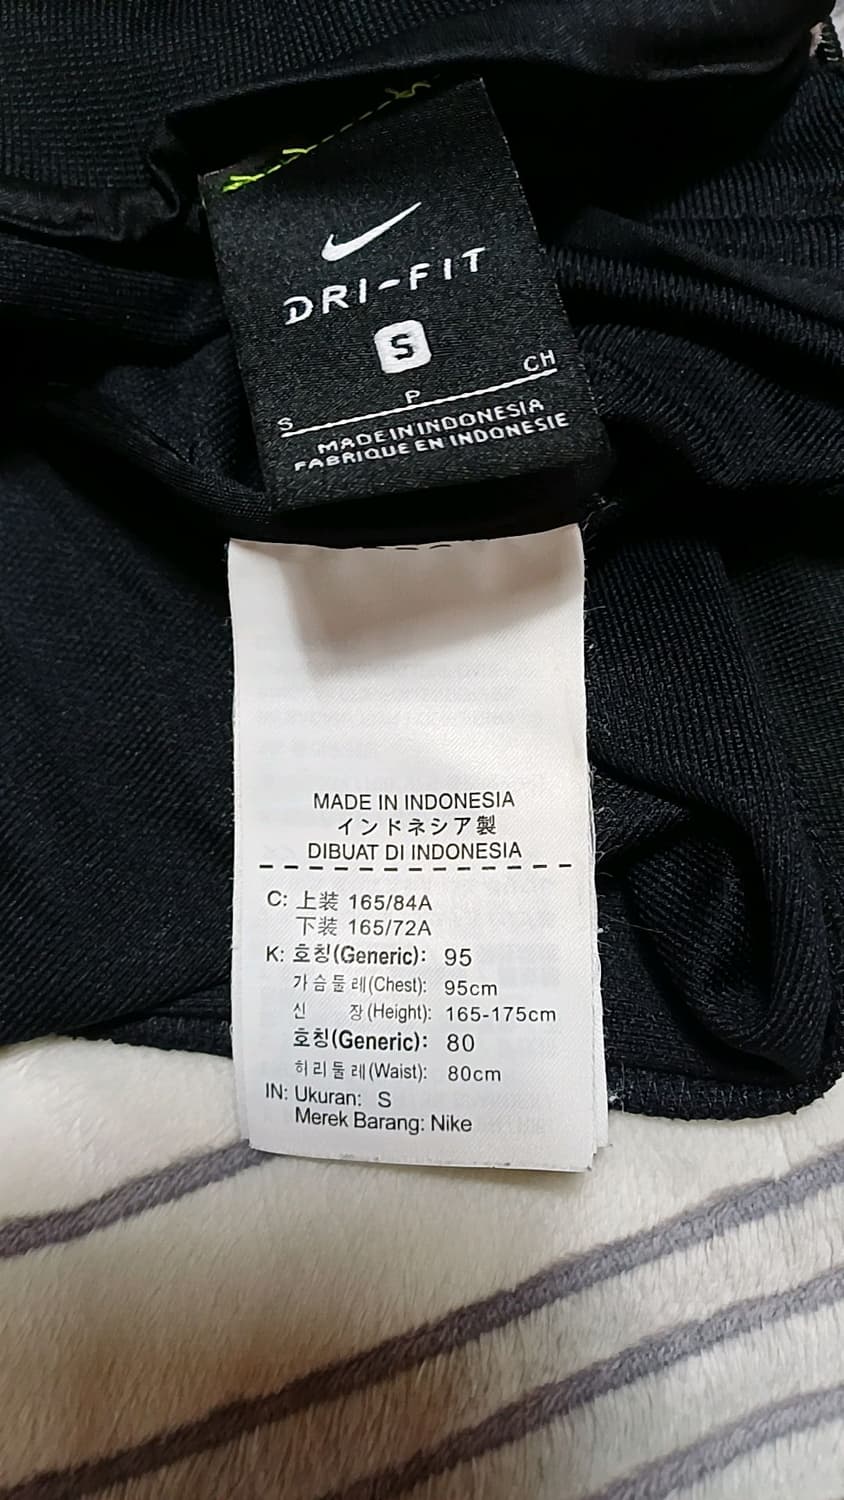 DRI-FIT
S
S P CH
MADE IN INDONESIA
FABRIQUE EN INDONESIE
MADE IN INDONESIA
インドネシア製
DIBUAT DI INDONESIA
C: 上装 165/84A
下装 165/72A
K: 호칭(Generic): 95
가슴둘레(Chest): 95cm
신 장(Height): 165-175cm
호칭(Generic): 80
허리둘레(Waist): 80cm
IN: Ukuran: S
Merek Barang: Nike